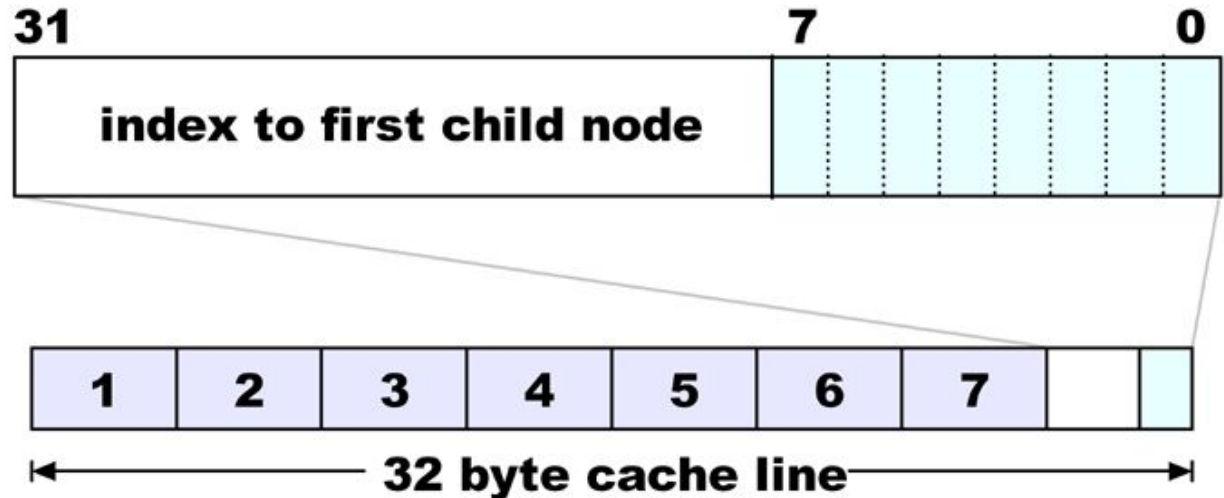 31 7 0
index to first child node
1 2 3 4 5 6 7
32 byte cache line